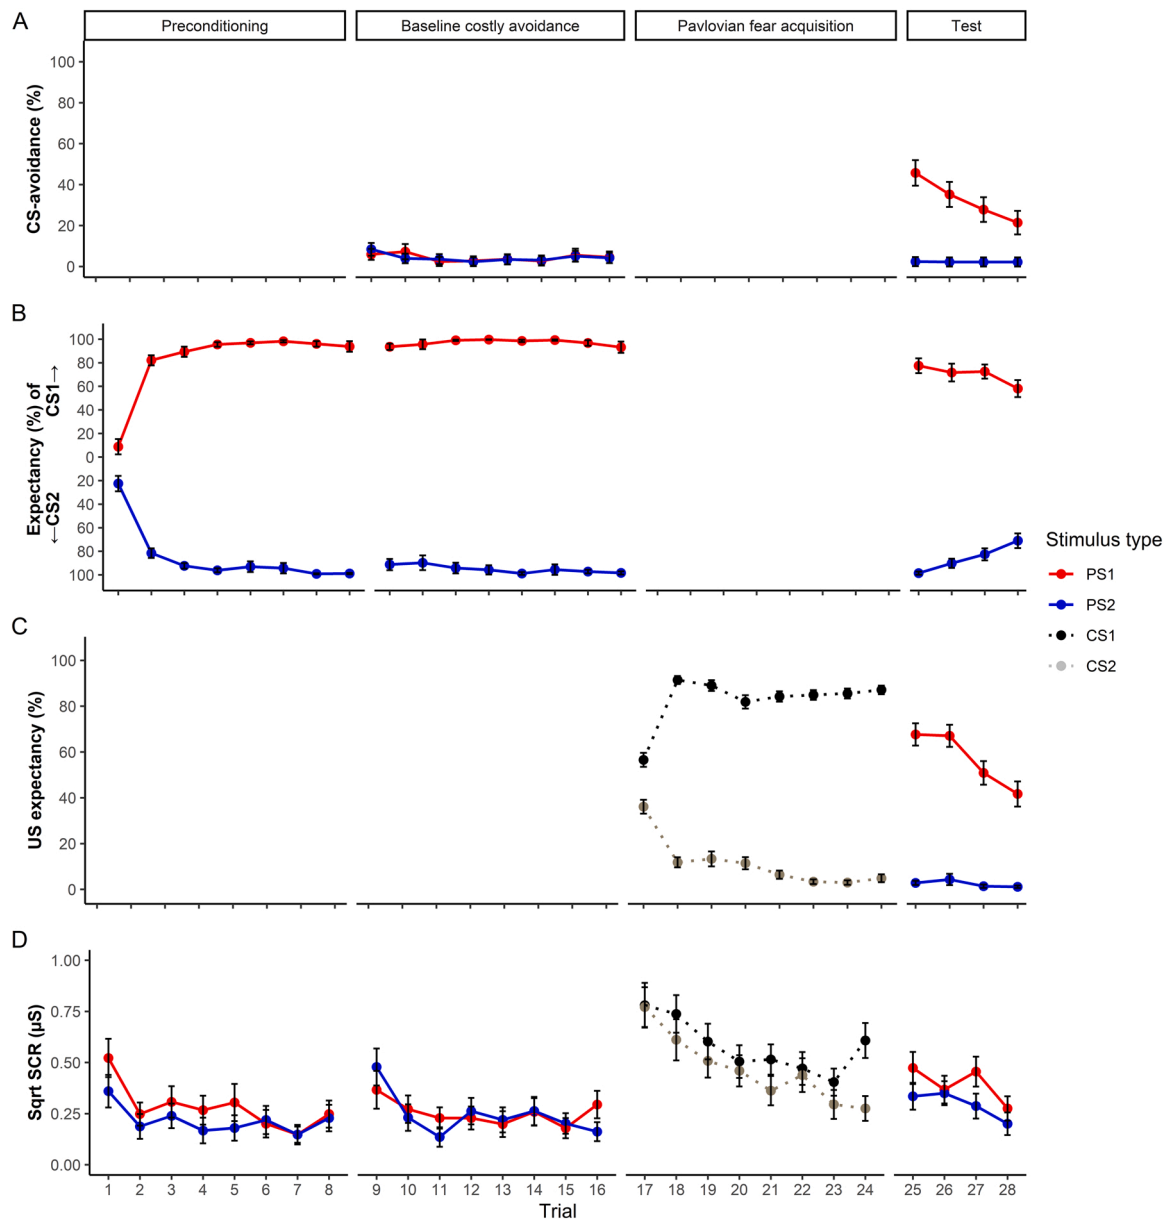 A
Preconditioning
Baseline costly avoidance
Pavlovian fear acquisition
Test
CS-avoidance (%)
100
80
60
40
20
0
B
Expectancy (%) of
←CS2 CS1→
100
80
60
40
20
0
20
40
60
80
100
C
US expectancy (%)
100
80
60
40
20
0
Stimulus type
PS1
PS2
CS1
CS2
D
Sqrt SCR (µS)
1.00
0.75
0.50
0.25
0.00
1 2 3 4 5 6 7 8 9 10 11 12 13 14 15 16 17 18 19 20 21 22 23 24 25 26 27 28
Trial